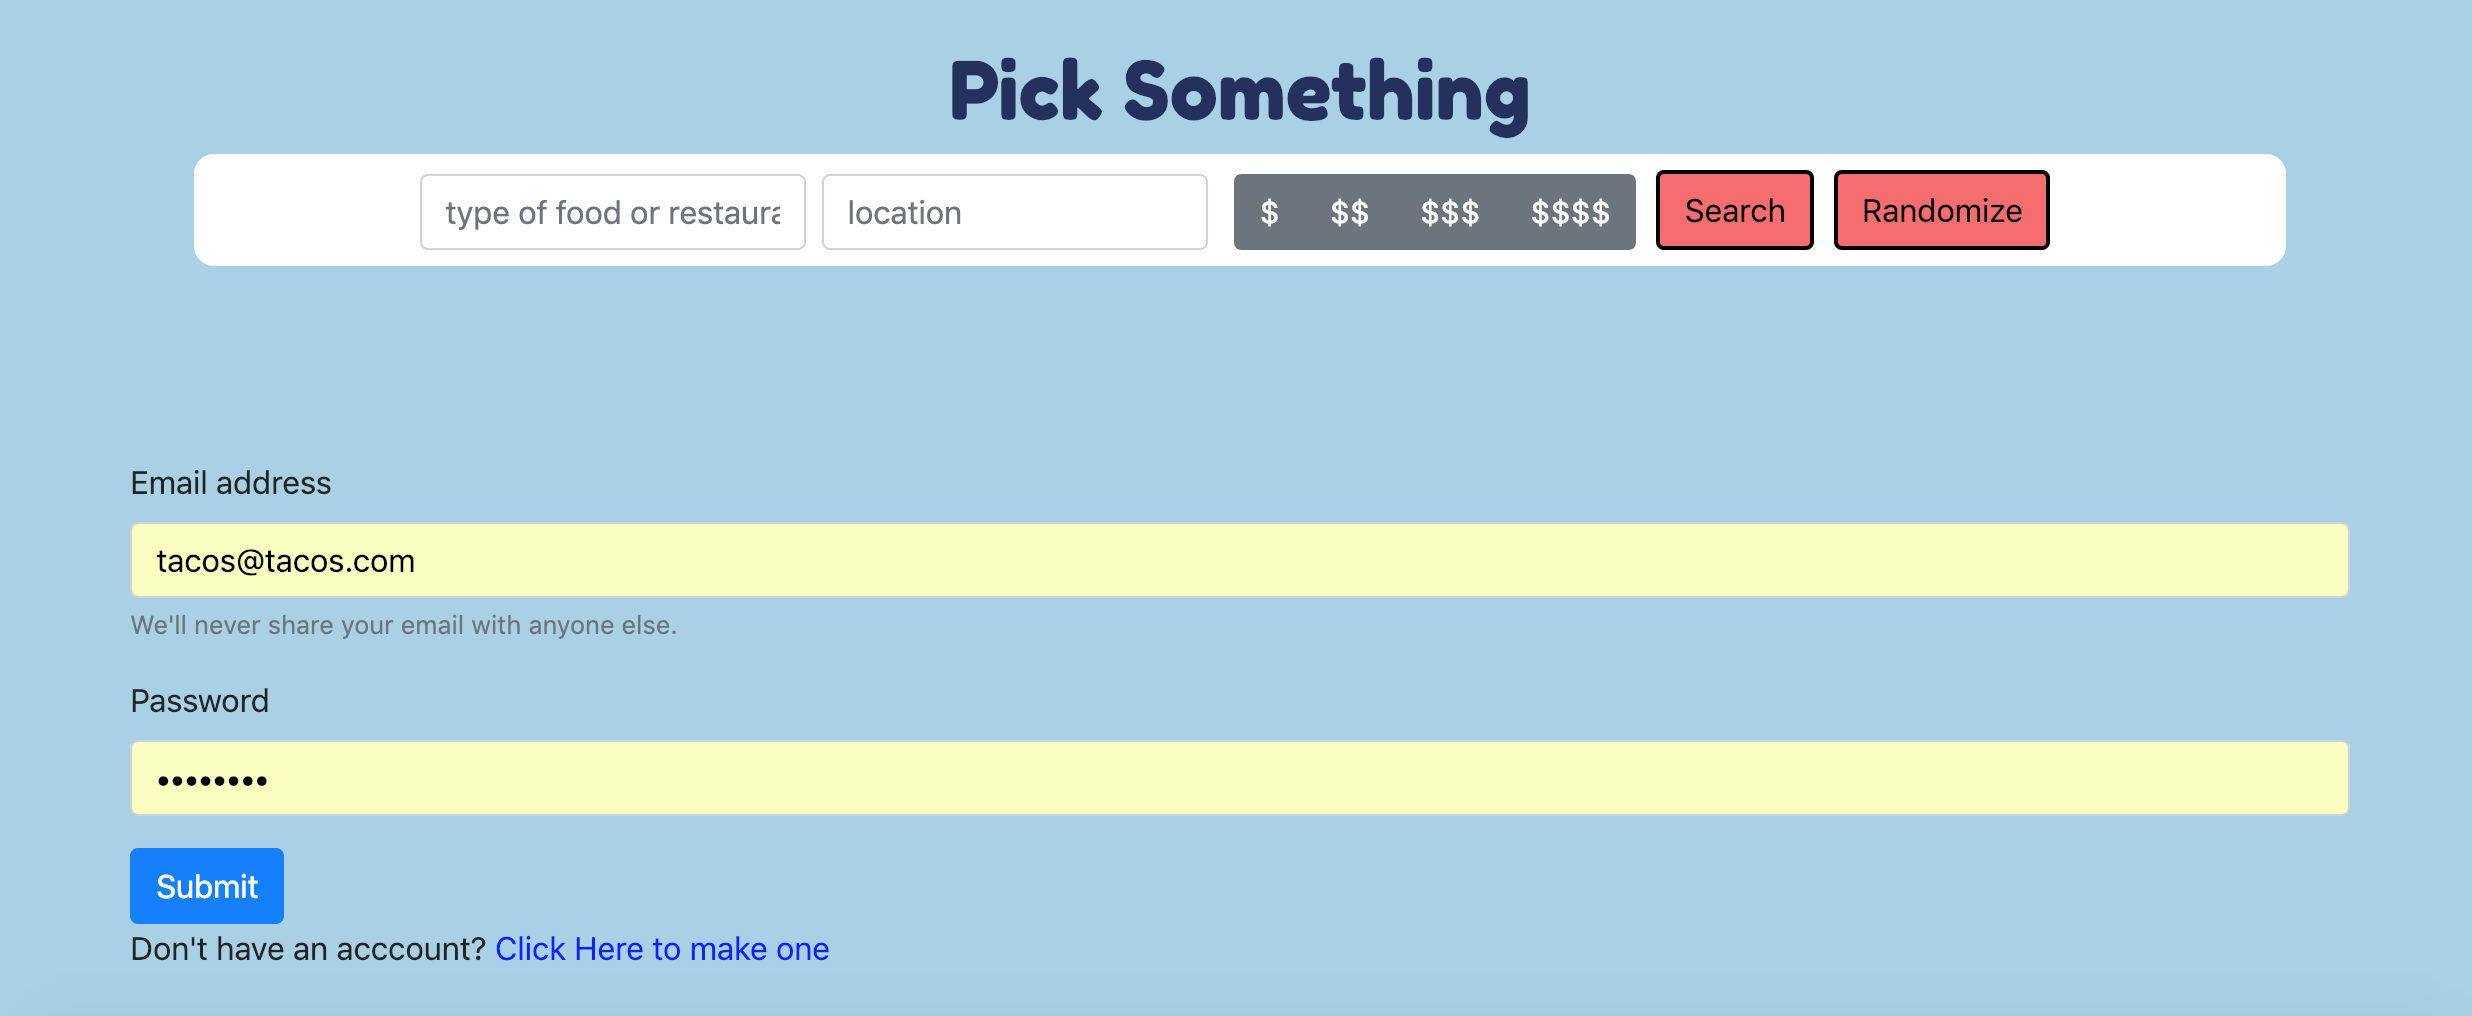 Pick Something
type of food or restaura location $ $$ $$$ $$$$ Search Randomize
Email address
tacos@tacos.com
We'll never share your email with anyone else.
Password
••••••••
Submit
Don't have an acccount? Click Here to make one